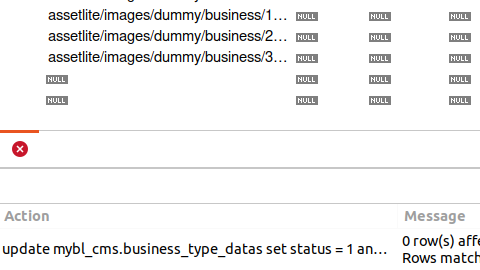 assetlite/images/dummy/business/1... NULL NULL NULL
assetlite/images/dummy/business/2... NULL NULL NULL
assetlite/images/dummy/business/3... NULL NULL NULL
NULL NULL NULL NULL
NULL NULL NULL NULL
Action Message
update mybl_cms.business_type_datas set status = 1 an... 0 row(s) affe
Rows match